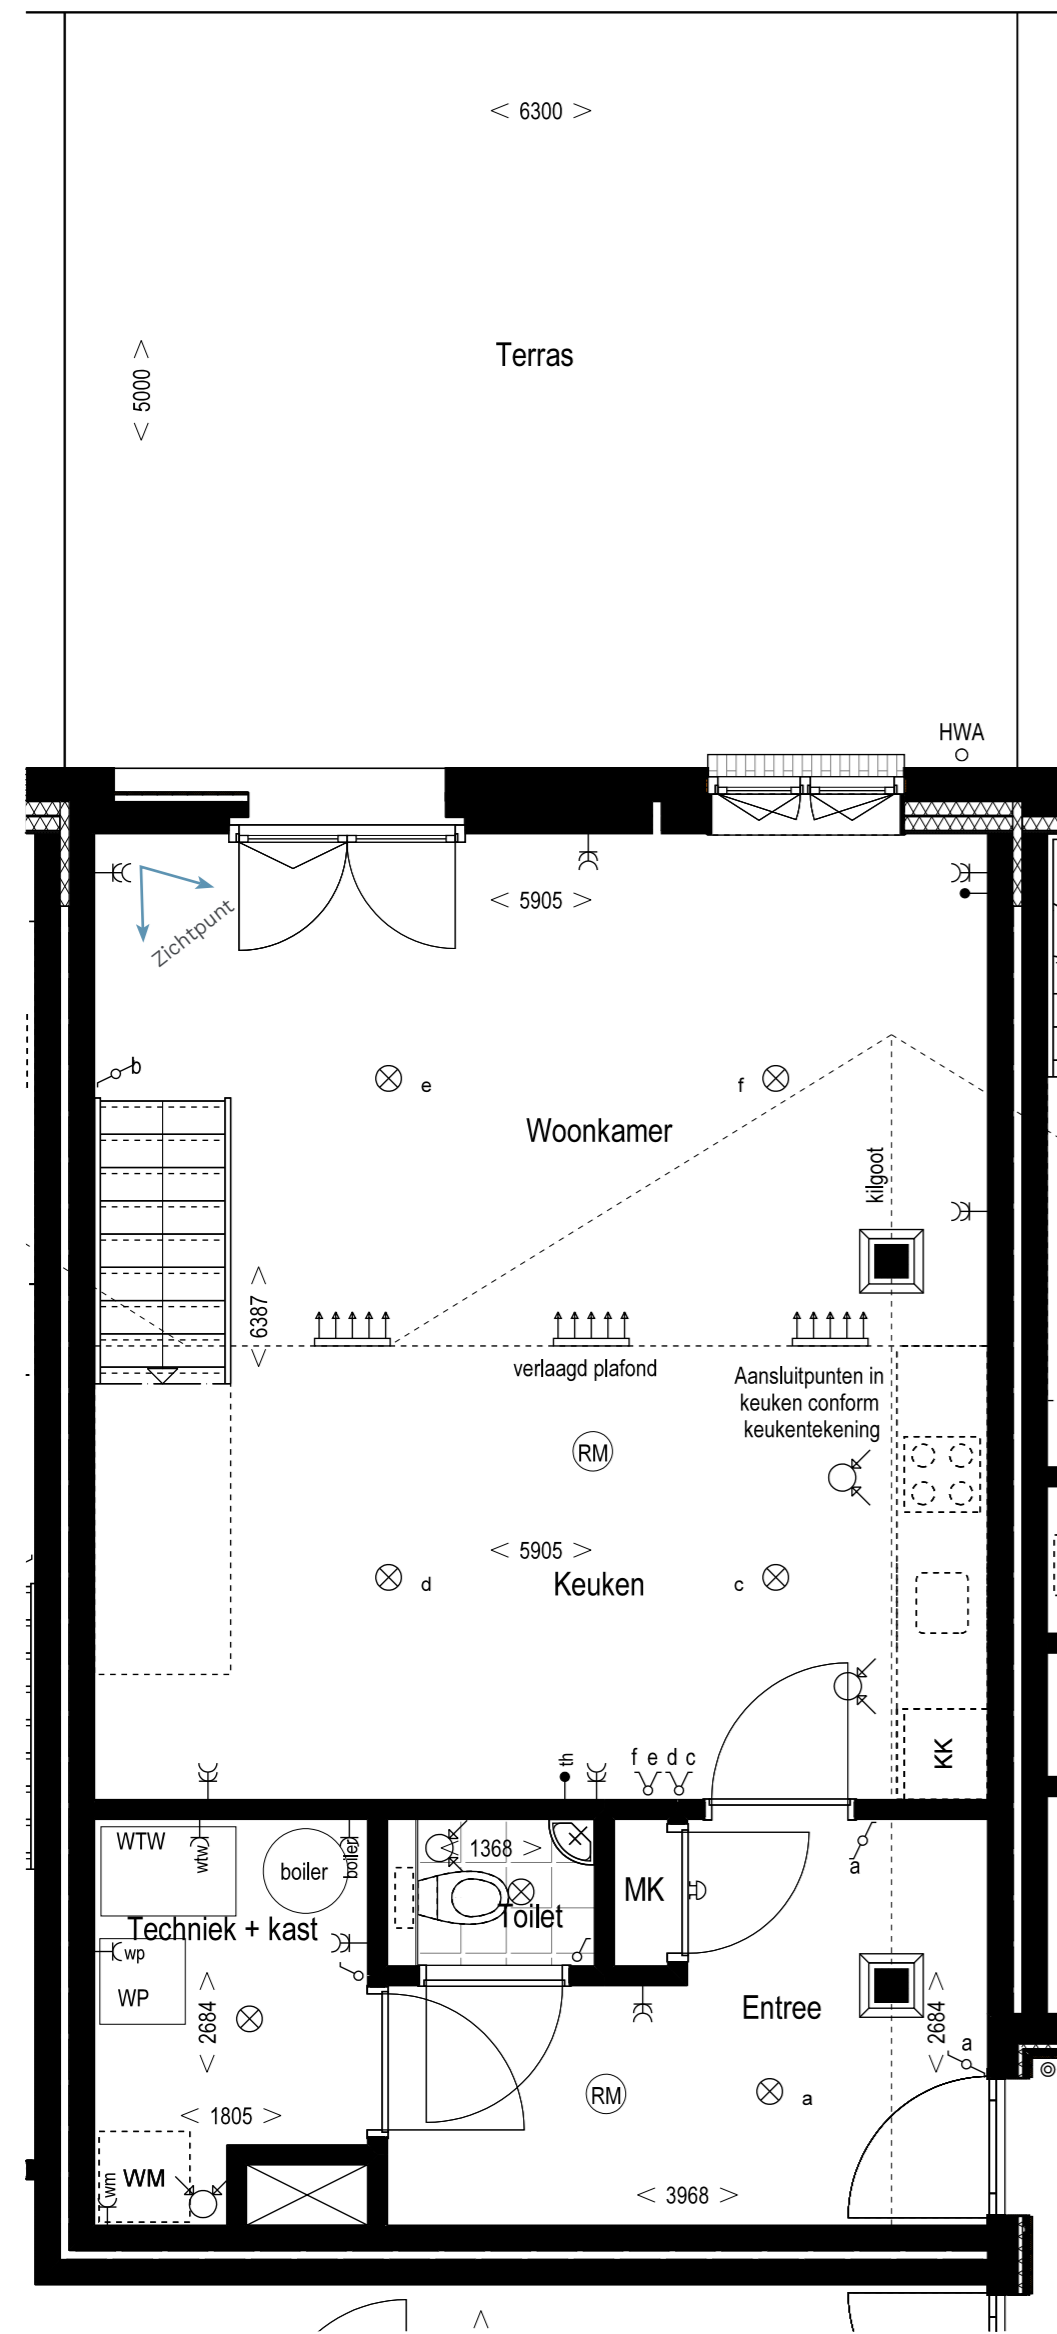 < 6300 >
< 5000 >
Terras
HWA
Zichtpunt
< 5905 >
b
e
f
Woonkamer
kilgoot
< 6387 >
verlaagd plafond
Aansluitpunten in
keuken conform
keukentekening
RM
< 5905 >
d
Keuken
c
KK
th
f e d c
WTW
wtw
boiler
boiler
< 1368 >
MK
a
Toilet
Techniek + kast
wp
WP
< 2684 >
Entree
< 2684 >
a
RM
a
< 1805 >
WM
wm
< 3968 >